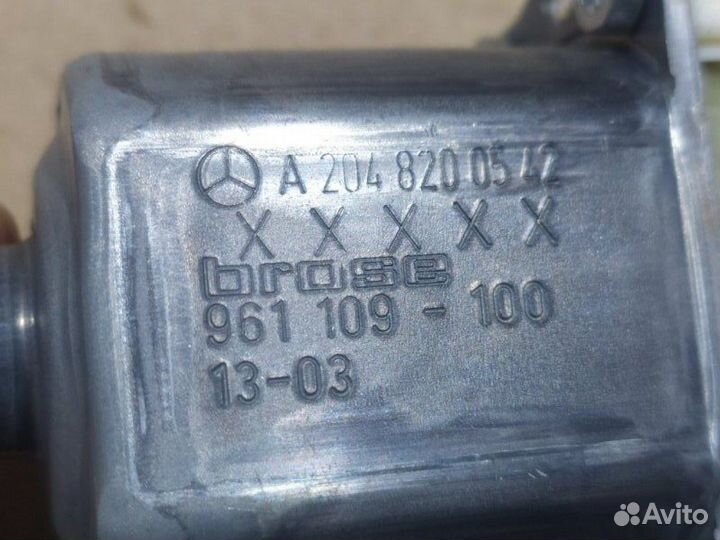 A 204 820 05 42
X X X X X
brose
961 109 - 100
13-03
Avito